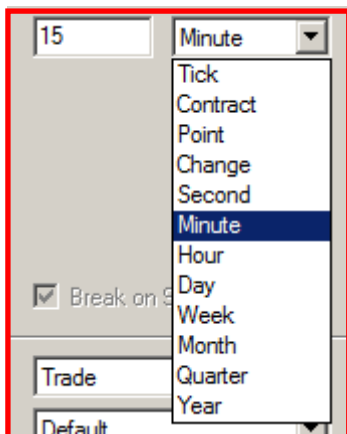 15 Minute
Tick
Contract
Point
Change
Second
Minute
Hour
Break on
Day
Week
Month
Trade
Quarter
Year
Default